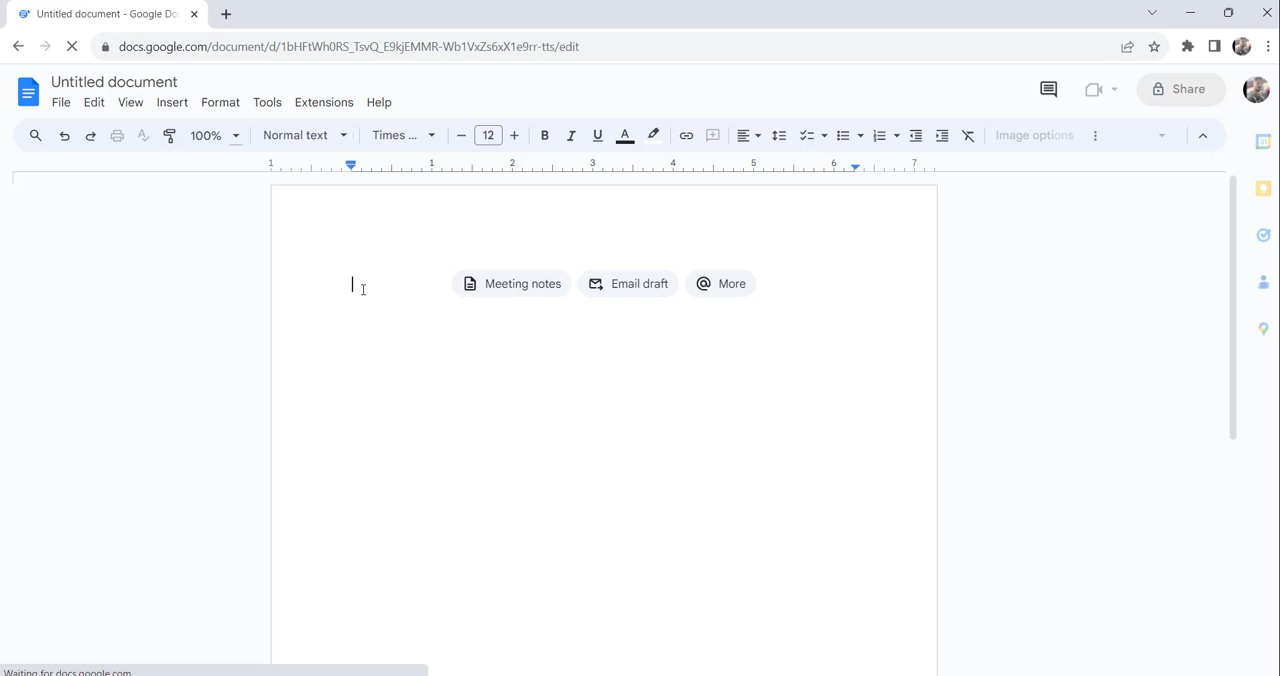 Untitled document - Google Do
docs.google.com/document/d/1bHFtWh0RS_TsvQ_E9kjEMMR-Wb1VxZs6xX1e9rr-tts/edit
Untitled document
File Edit View Insert Format Tools Extensions Help
Share
100% Normal text Times ... 12 Image options
1 1 2 3 4 5 6 7
Meeting notes Email draft More
Waiting for docs.google.com